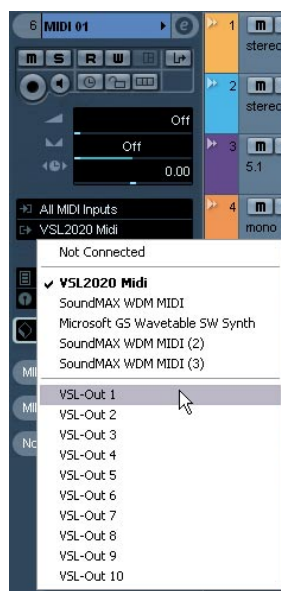 6 MIDI 01 e
m S R W
Off
Off
0.00
All MIDI Inputs
VSL2020 Midi
Not Connected
VSL2020 Midi
SoundMAX WDM MIDI
Microsoft GS Wavetable SW Synth
SoundMAX WDM MIDI (2)
SoundMAX WDM MIDI (3)
VSL-Out 1
VSL-Out 2
VSL-Out 3
VSL-Out 4
VSL-Out 5
VSL-Out 6
VSL-Out 7
VSL-Out 8
VSL-Out 9
VSL-Out 10
MI
MI
No
1 m
stereo
2 m
stereo
3 m
5.1
4 m
mono